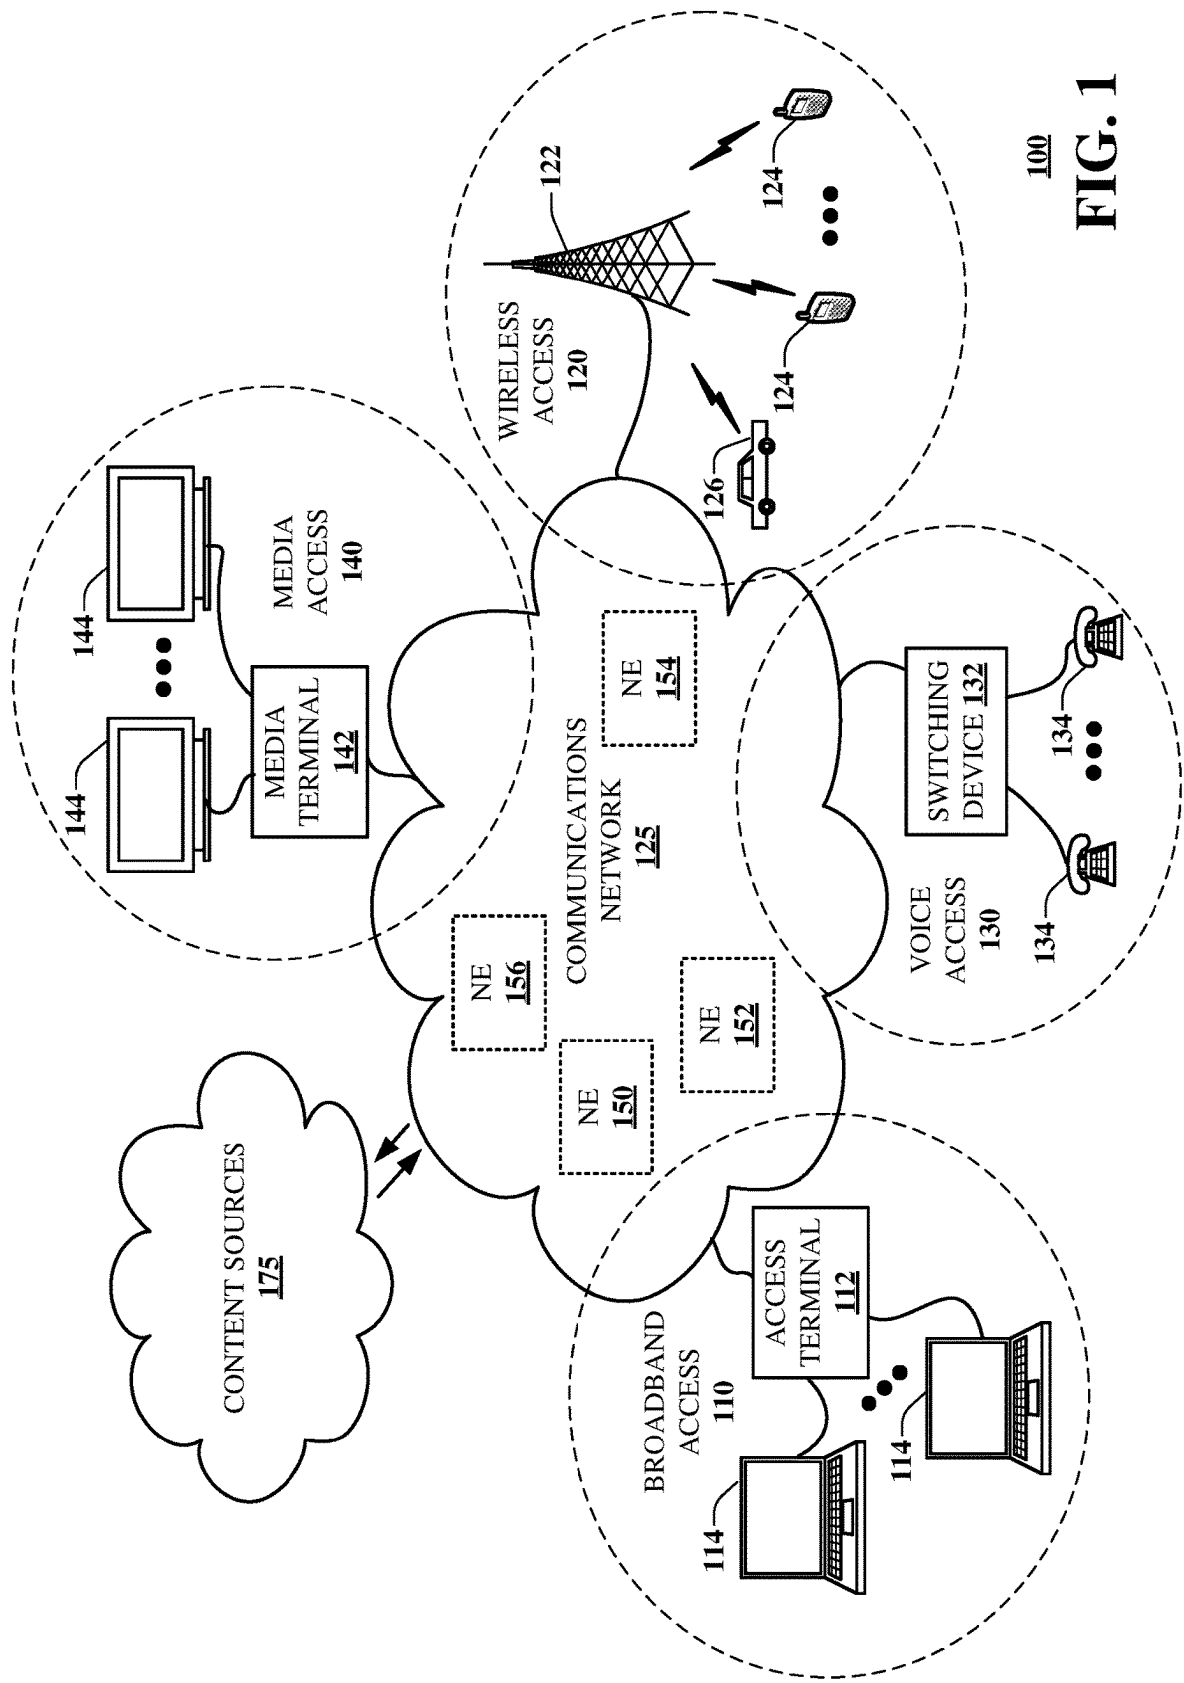 CONTENT SOURCES
175
144
144
MEDIA
TERMINAL
142
MEDIA
ACCESS
140
WIRELESS
ACCESS
120
122
NE
156
NE
150
NE
152
COMMUNICATIONS
NETWORK
125
NE
154
126
124
124
BROADBAND
ACCESS
110
ACCESS
TERMINAL
112
114
114
VOICE
ACCESS
130
SWITCHING
DEVICE 132
134
134
100
FIG. 1